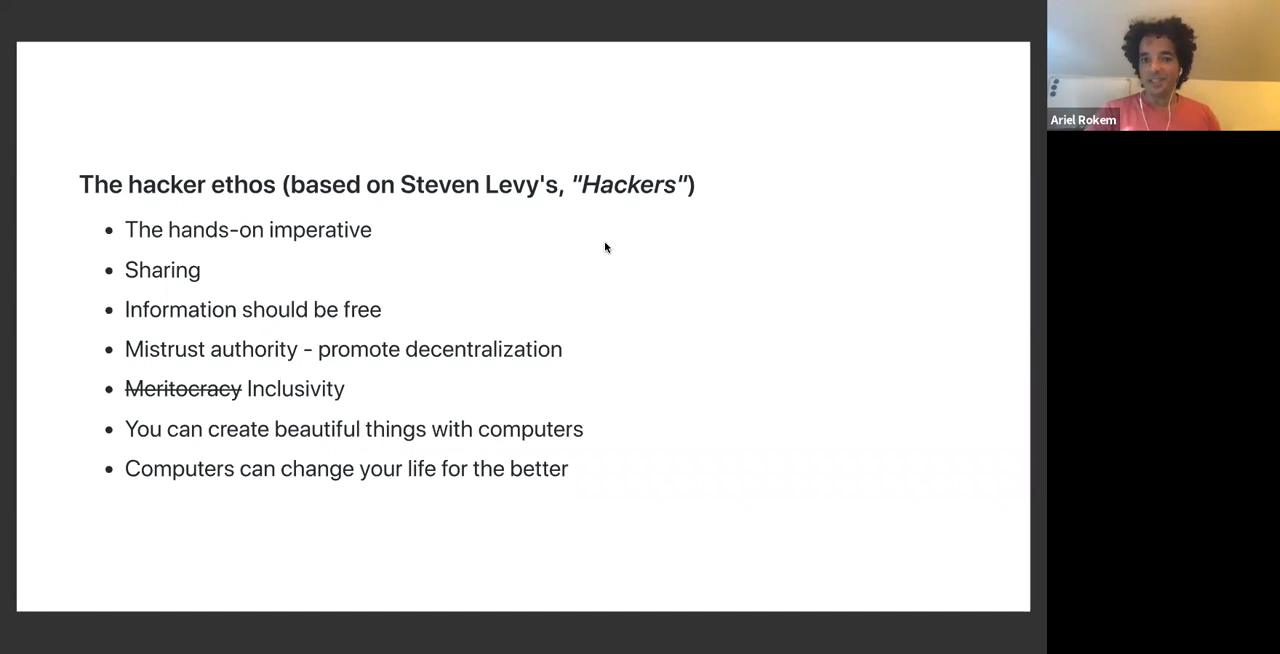 The hacker ethos (based on Steven Levy's, "Hackers")
• The hands-on imperative
• Sharing
• Information should be free
• Mistrust authority - promote decentralization
• Meritocracy Inclusivity
• You can create beautiful things with computers
• Computers can change your life for the better
Ariel Rokem